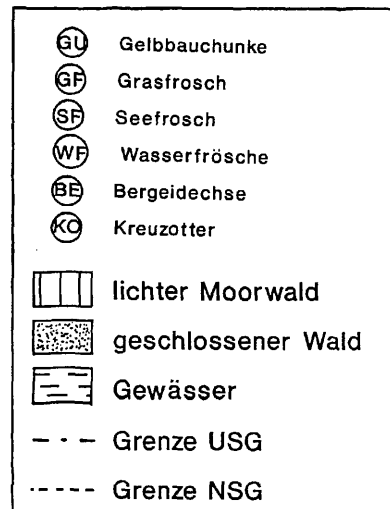 GU Gelbbauchunke
GF Grasfrosch
SF Seefrosch
WF Wasserfrösche
BE Bergeidechse
KO Kreuzotter
lichter Moorwald
geschlossener Wald
Gewässer
Grenze USG
Grenze NSG